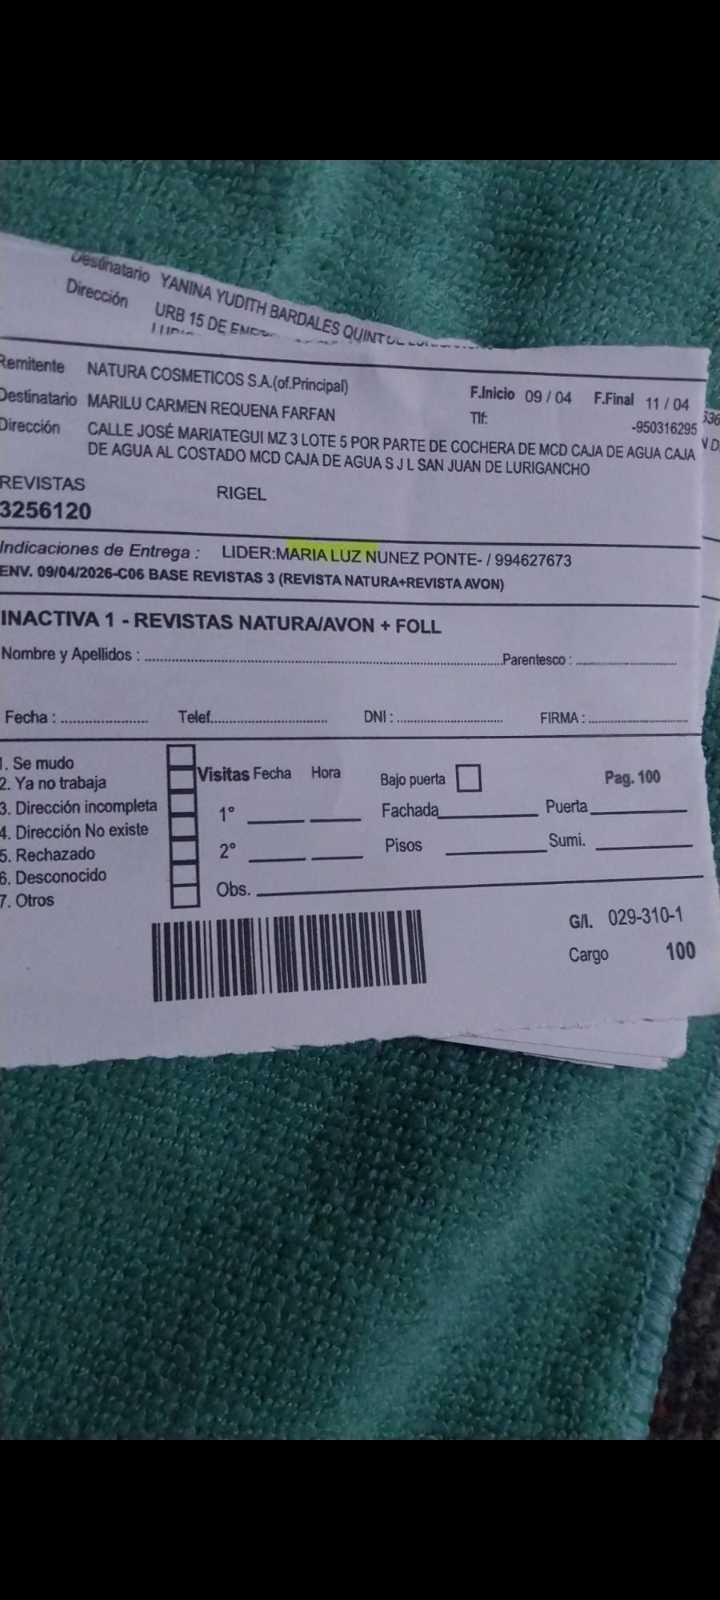 Destinatario YANINA YUDITH BARDALES
Dirección URB 15 DE
Remitente NATURA COSMETICOS S.A.(of.Principal) F.Inicio 09 / 04 F.Final 11 / 04
Destinatario MARILU CARMEN REQUENA FARFAN Tlf: -950316295
Dirección CALLE JOSÉ MARIATEGUI MZ 3 LOTE 5 POR PARTE DE COCHERA DE MCD CAJA DE AGUA CAJA
DE AGUA AL COSTADO MCD CAJA DE AGUA S J L SAN JUAN DE LURIGANCHO
REVISTAS RIGEL
3256120
Indicaciones de Entrega : LIDER:MARIA LUZ NUNEZ PONTE- / 994627673
ENV. 09/04/2026-C06 BASE REVISTAS 3 (REVISTA NATURA+REVISTA AVON)
INACTIVA 1 - REVISTAS NATURA/AVON + FOLL
Nombre y Apellidos : Parentesco :
Fecha : Telef. DNI : FIRMA :
1. Se mudo
2. Ya no trabaja
3. Dirección incompleta
4. Dirección No existe
5. Rechazado
6. Desconocido
7. Otros
Visitas Fecha Hora Bajo puerta Pag. 100
1° Fachada Puerta
2° Pisos Sumi.
Obs.
G/I. 029-310-1
Cargo 100